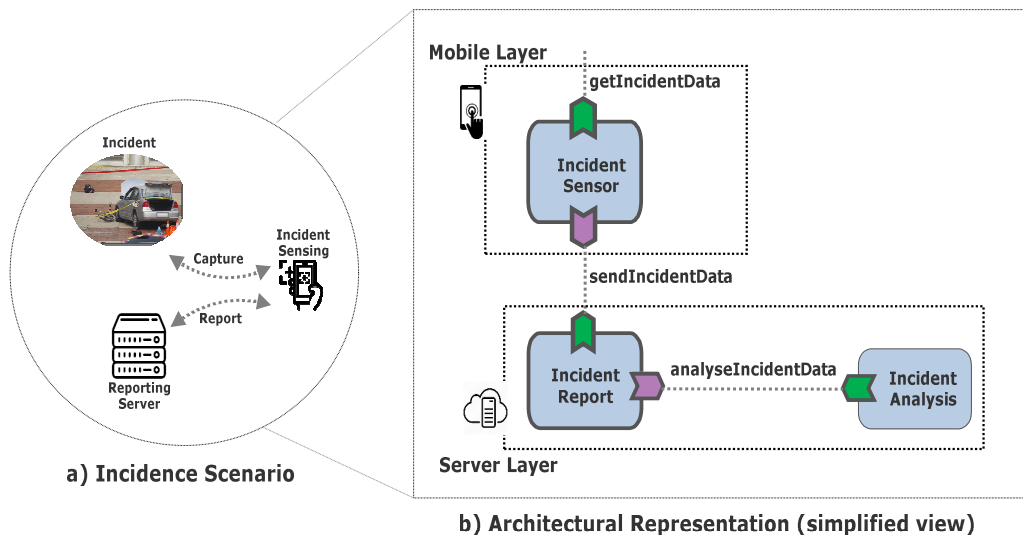 Incident
Capture
Incident
Sensing
Report
Reporting
Server
a) Incidence Scenario
Mobile Layer
getIncidentData
Incident
Sensor
sendIncidentData
Incident
Report
analyseIncidentData
Incident
Analysis
Server Layer
b) Architectural Representation (simplified view)